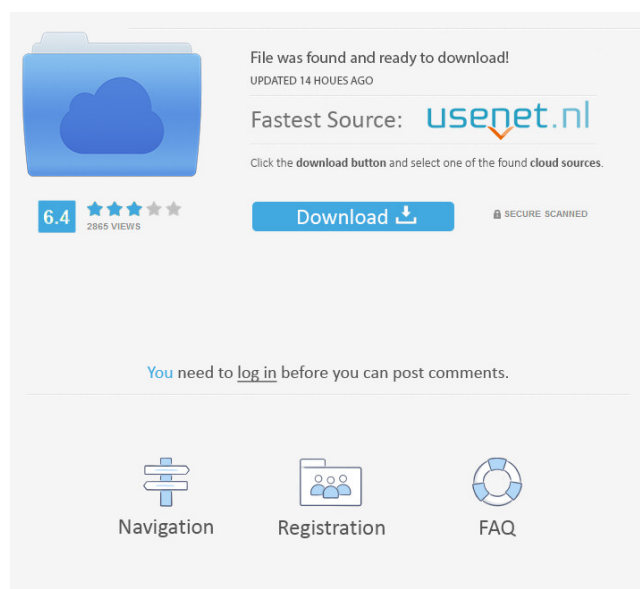 File was found and ready to download!
UPDATED 14 HOUES AGO
Fastest Source: usenet.nl
Click the download button and select one of the found cloud sources.
6.4
2865 VIEWS
Download
SECURE SCANNED
You need to log in before you can post comments.
Navigation
Registration
FAQ